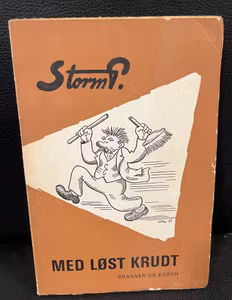 Storm P.
MED LØST KRUDT
BRANNER OG KORCH